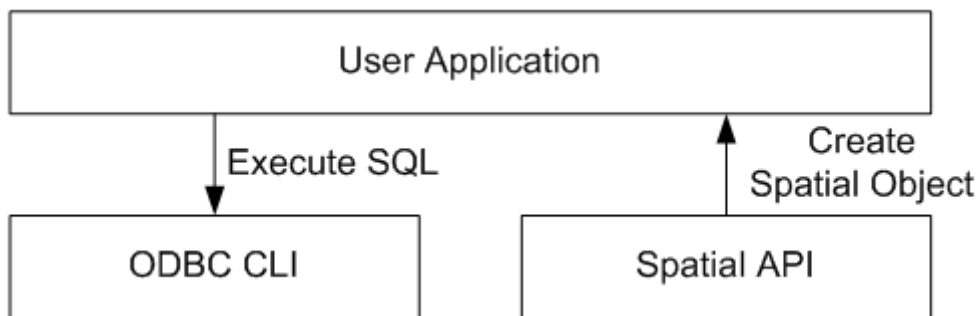 User Application
Execute SQL
Create
Spatial Object
ODBC CLI
Spatial API